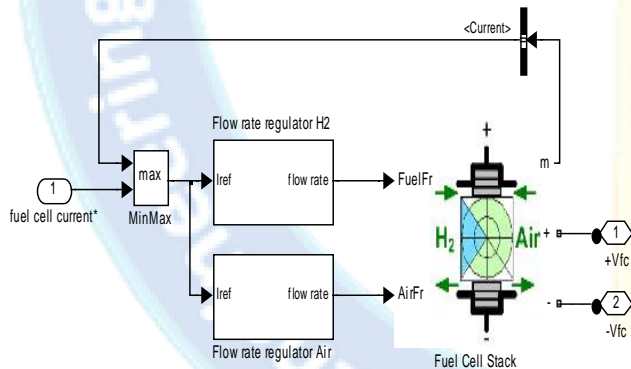 <Current>
Flow rate regulator H2
+
1
max
Iref
flow rate
FuelFr
m
fuel cell current*
MinMax
H2
Air
+
1
+Vfc
Iref
flow rate
AirFr
-
2
-Vfc
Flow rate regulator Air
-
Fuel Cell Stack